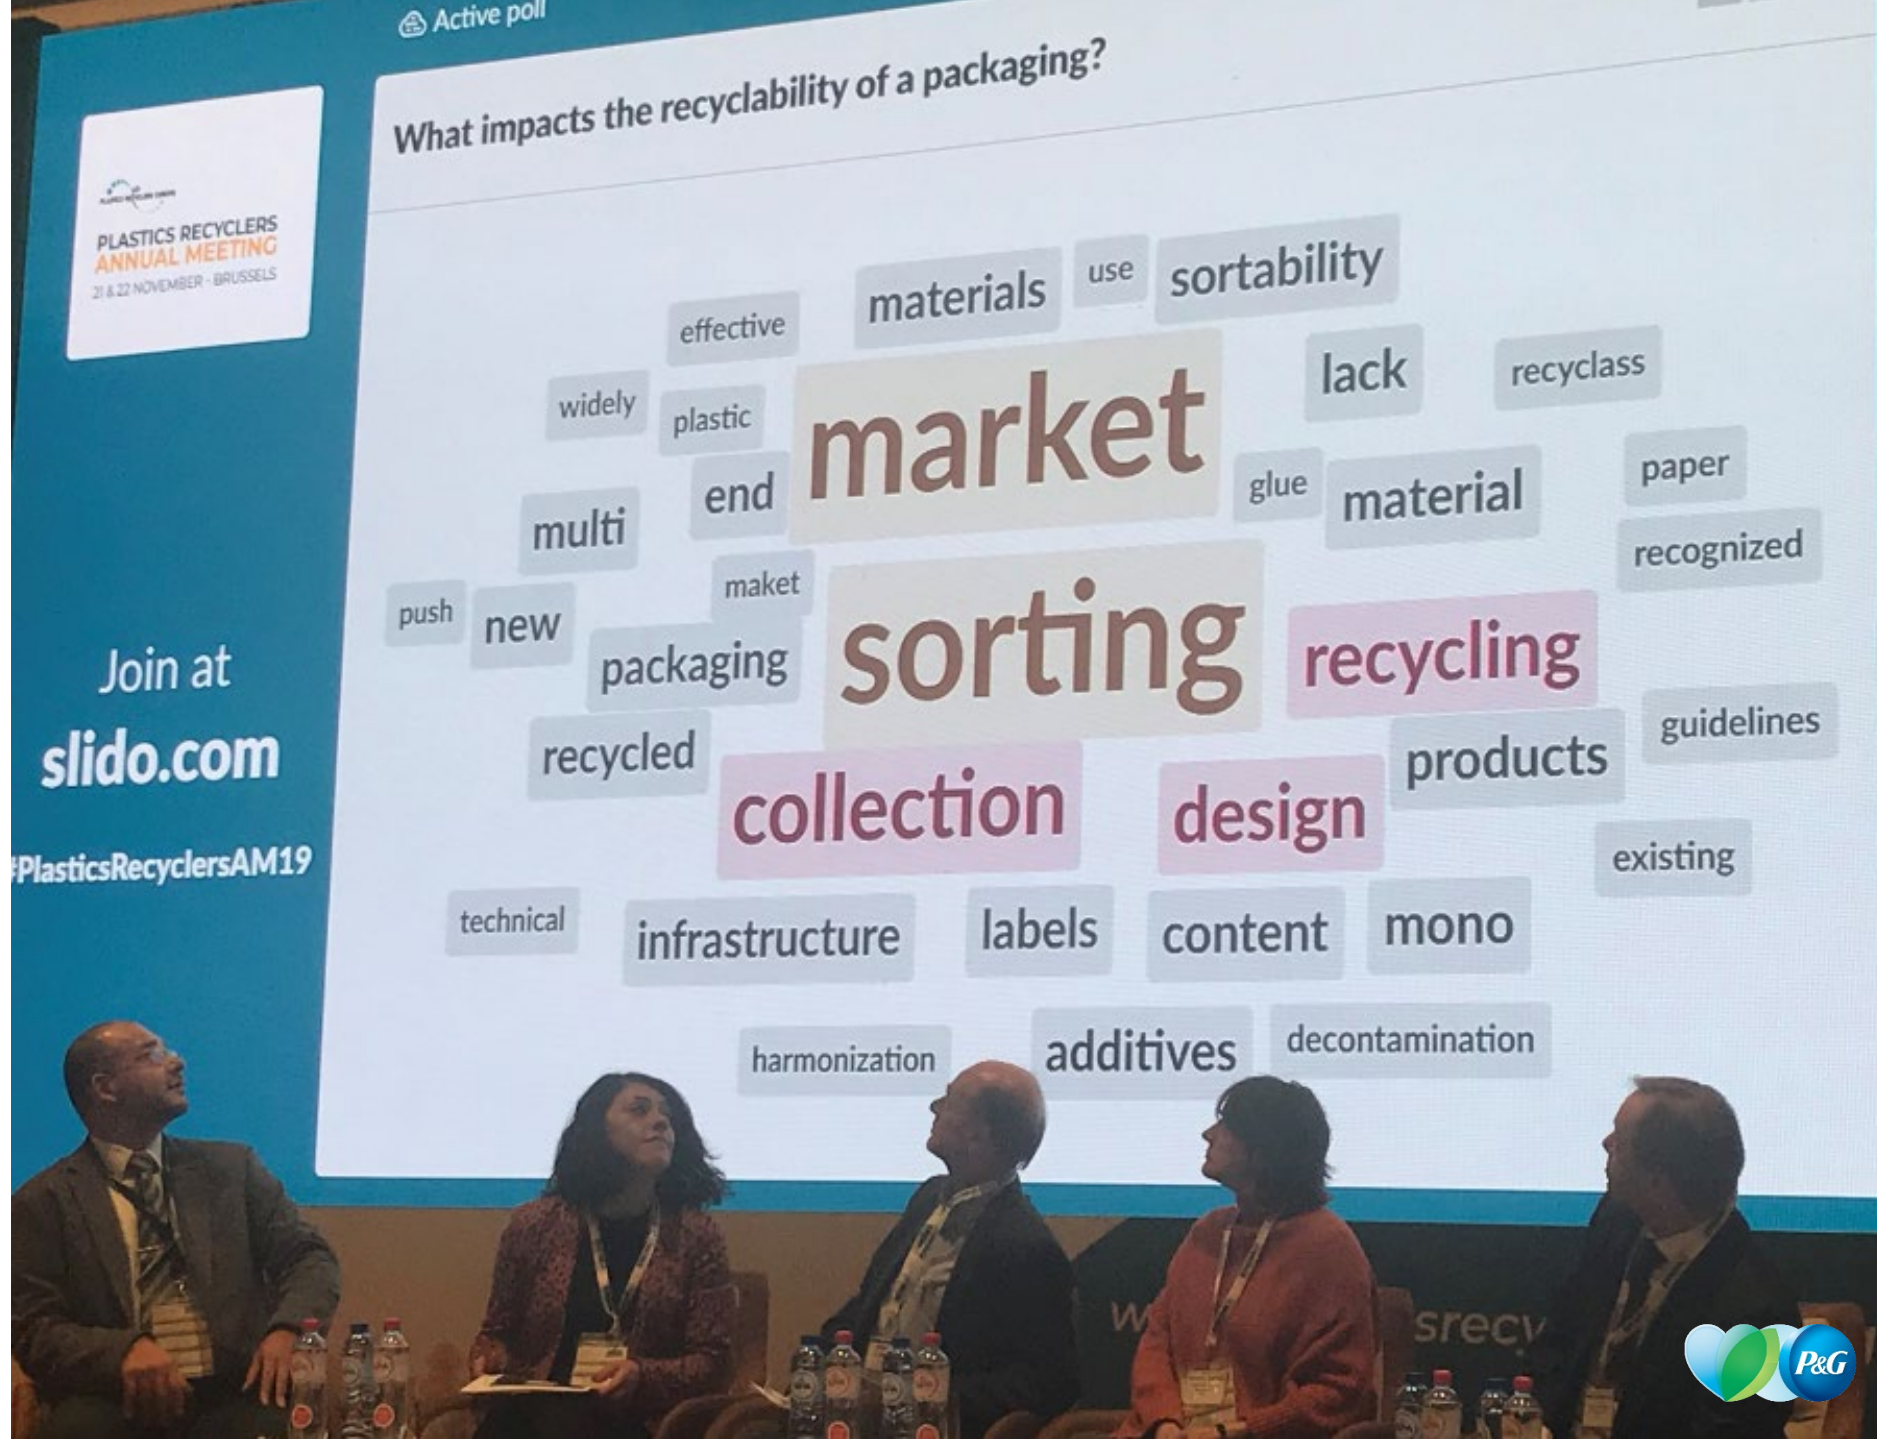 Active poll
What impacts the recyclability of a packaging?
PLASTICS RECYCLERS
ANNUAL MEETING
21 & 22 NOVEMBER - BRUSSELS
Join at
slido.com
#PlasticsRecyclersAM19
materials use sortability
effective
market
lack
recyclass
widely
plastic
end
glue
material
paper
multi
recognized
maket
push
new
packaging
sorting
recycling
recycled
collection
design
products
guidelines
existing
technical
infrastructure
labels
content
mono
harmonization
additives
decontamination
srecy
P&G